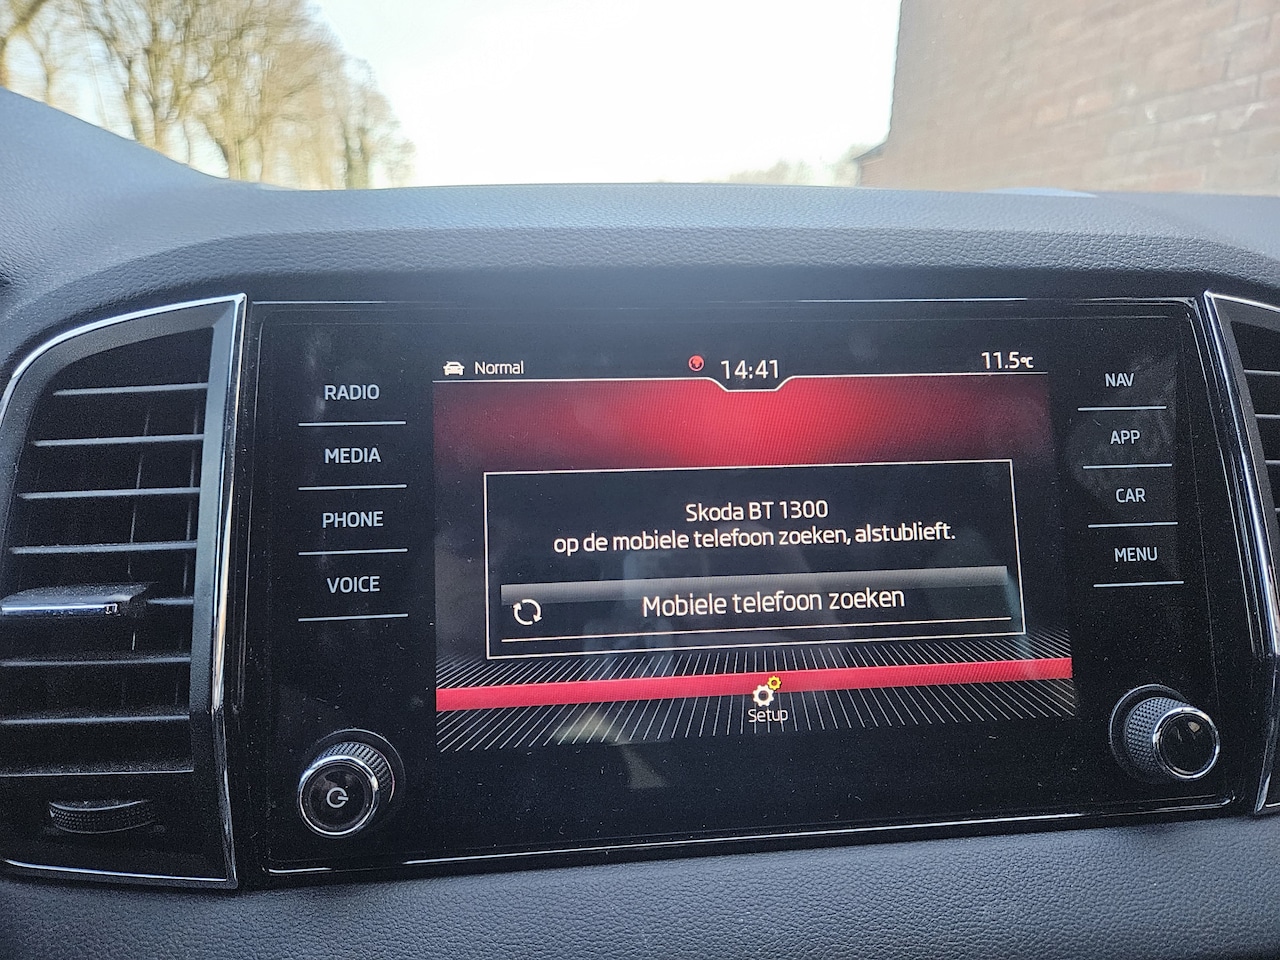 Normal
14:41
11.5°C
RADIO
MEDIA
PHONE
VOICE
NAV
APP
CAR
MENU
Skoda BT 1300
op de mobiele telefoon zoeken, alstublieft.
Mobiele telefoon zoeken
Setup